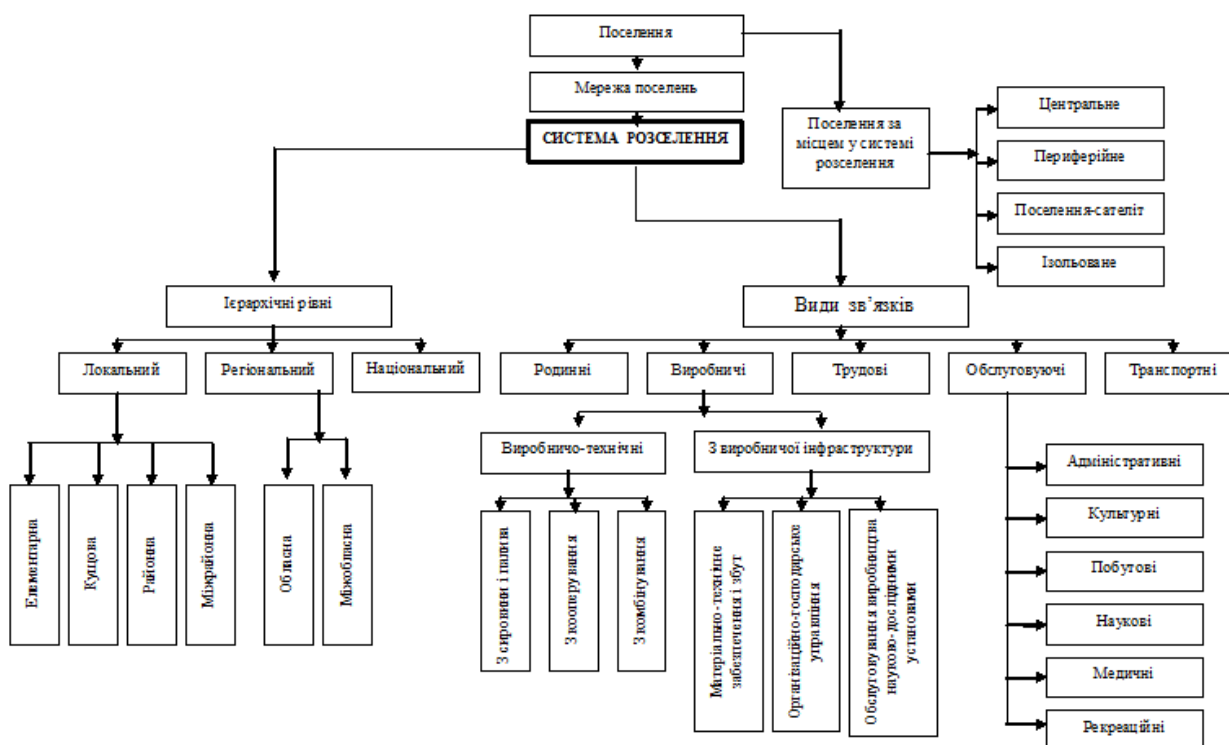 Поселення
Мережа поселень
СИСТЕМА РОЗСЕЛЕННЯ
Поселення за
місцем у системі
розселення
Центральне
Периферійне
Поселення-сателіт
Ізольоване
Ієрархічні рівні
Види зв’язків
Локальний
Регіональний
Національний
Родинні
Виробничі
Трудові
Обслуговуючі
Транспортні
Виробничо-технічні
З виробничої інфраструктури
Елементарна
Кущова
Районна
Міжрайонна
Обласна
Міжобласна
З сировини і палива
З кооперування
З комбінування
Матеріально-технічне
забезпечення і збут
Організаційно-господарське
управління
Обслуговування виробництва
науково-дослідними
установами
Адміністративні
Культурні
Побутові
Наукові
Медичні
Рекреаційні